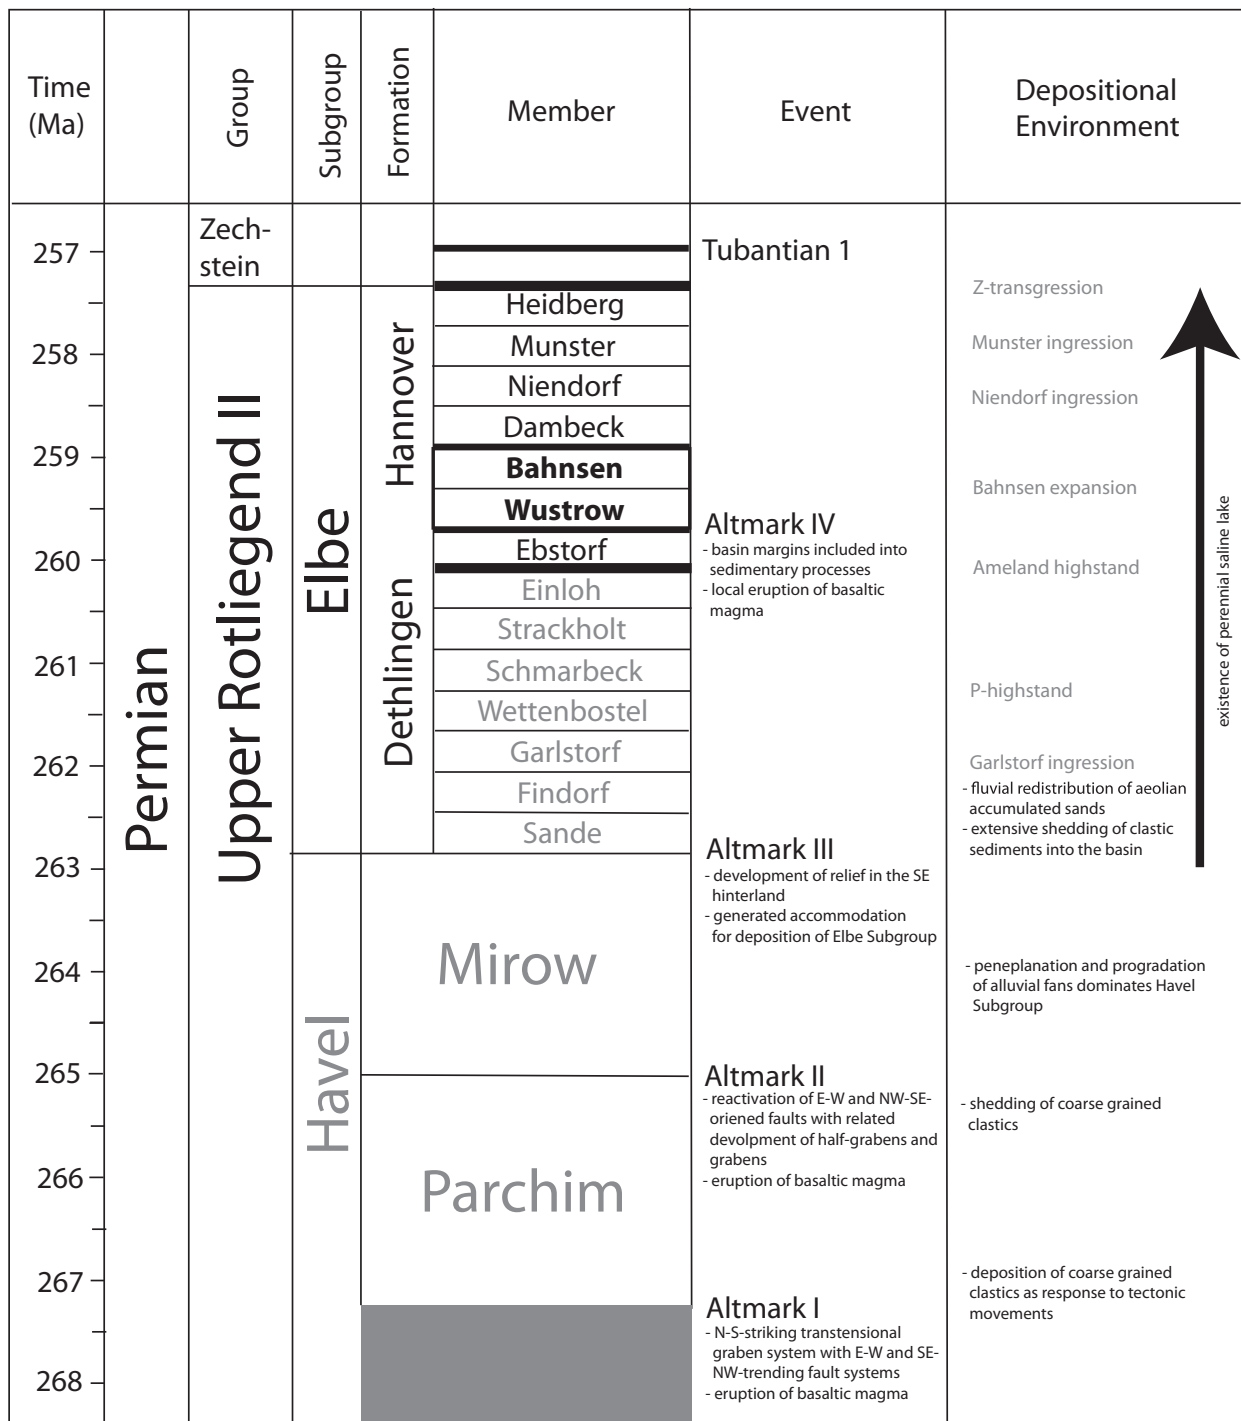 Time
(Ma)
Group
Subgroup
Formation
Member
Event
Depositional
Environment
257
258
259
260
261
262
263
264
265
266
267
268
Permian
Zech-
stein
Upper Rotliegend II
Elbe
Havel
Hannover
Dethlingen
Heidberg
Munster
Niendorf
Dambeck
Bahnsen
Wustrow
Ebstorf
Einloh
Strackholt
Schmarbeck
Wettenbostel
Garlstorf
Findorf
Sande
Mirow
Parchim
Tubantian 1
Altmark IV
- basin margins included into
sedimentary processes
- local eruption of basaltic
magma
Altmark III
- development of relief in the SE
hinterland
- generated accommodation
for deposition of Elbe Subgroup
Altmark II
- reactivation of E-W and NW-SE-
oriened faults with related
devolpment of half-grabens and
grabens
- eruption of basaltic magma
Altmark I
- N-S-striking transtensional
graben system with E-W and SE-
NW-trending fault systems
- eruption of basaltic magma
Z-transgression
Munster ingression
Niendorf ingression
Bahnsen expansion
Ameland highstand
P-highstand
Garlstorf ingression
- fluvial redistribution of aeolian
accumulated sands
- extensive shedding of clastic
sediments into the basin
- peneplanation and progradation
of alluvial fans dominates Havel
Subgroup
- shedding of coarse grained
clastics
- deposition of coarse grained
clastics as response to tectonic
movements
existence of perennial saline lake